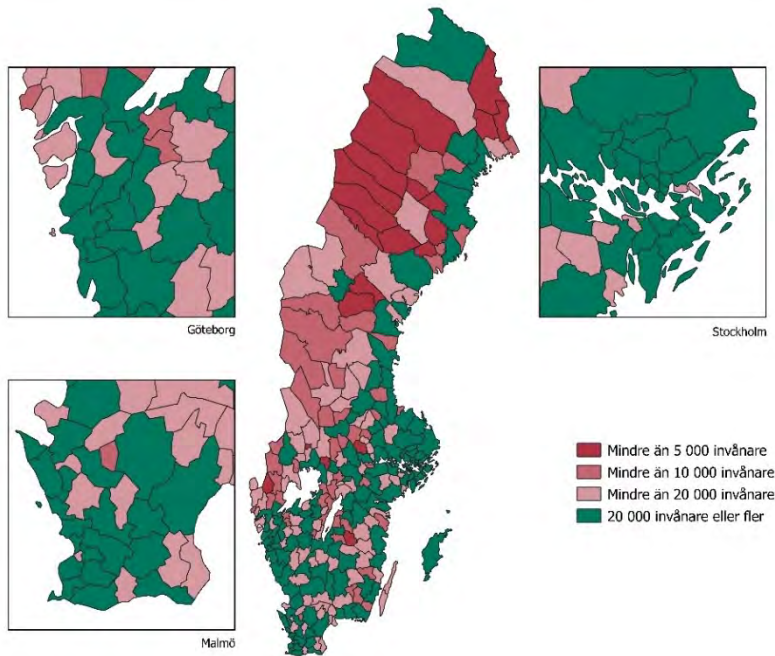 Göteborg
Stockholm
Malmö
Mindre än 5 000 invånare
Mindre än 10 000 invånare
Mindre än 20 000 invånare
20 000 invånare eller fler